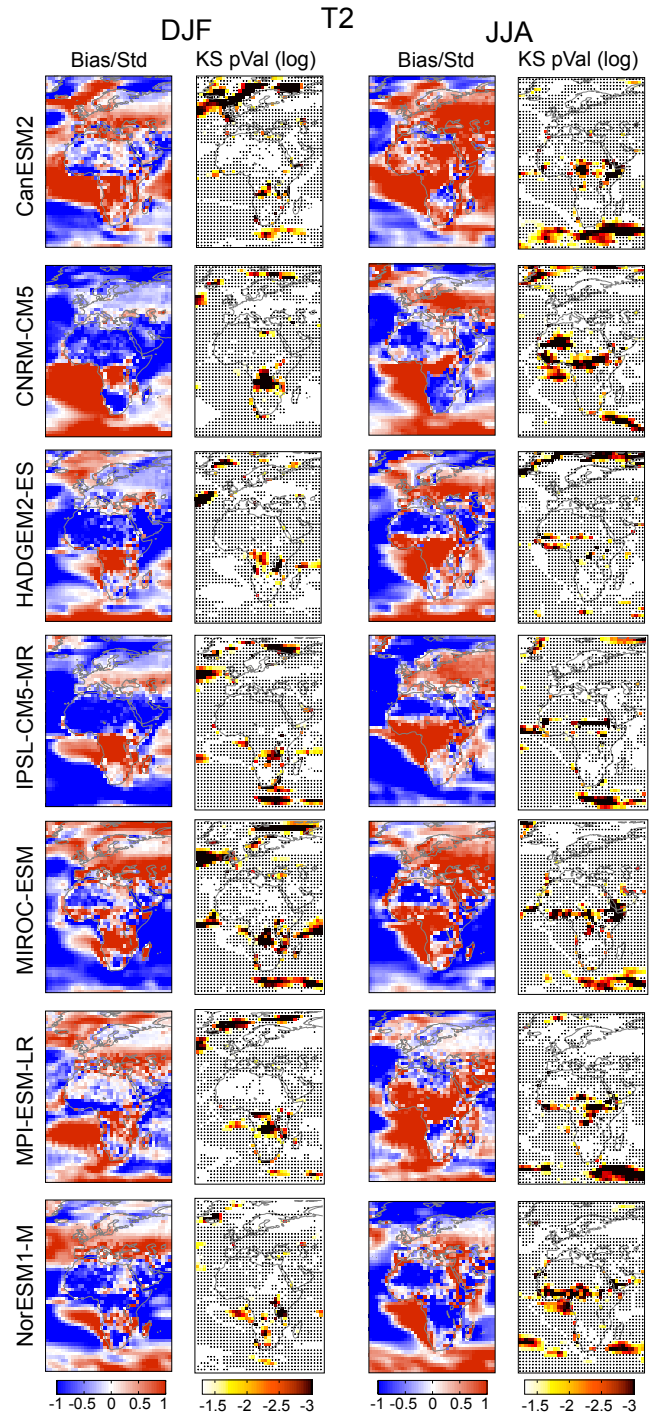 T2
DJF
JJA
Bias/Std
KS pVal (log)
Bias/Std
KS pVal (log)
CanESM2
CNRM-CM5
HADGEM2-ES
IPSL-CM5-MR
MIROC-ESM
MPI-ESM-LR
NorESM1-M
-1 -0.5 0 0.5 1
-1.5 -2 -2.5 -3
-1 -0.5 0 0.5 1
-1.5 -2 -2.5 -3